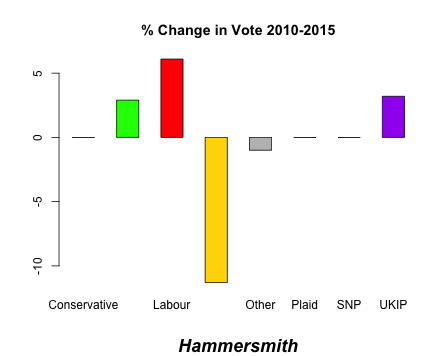 % Change in Vote 2010-2015
5
0
-5
-10
Conservative Labour Other Plaid SNP UKIP
Hammersmith